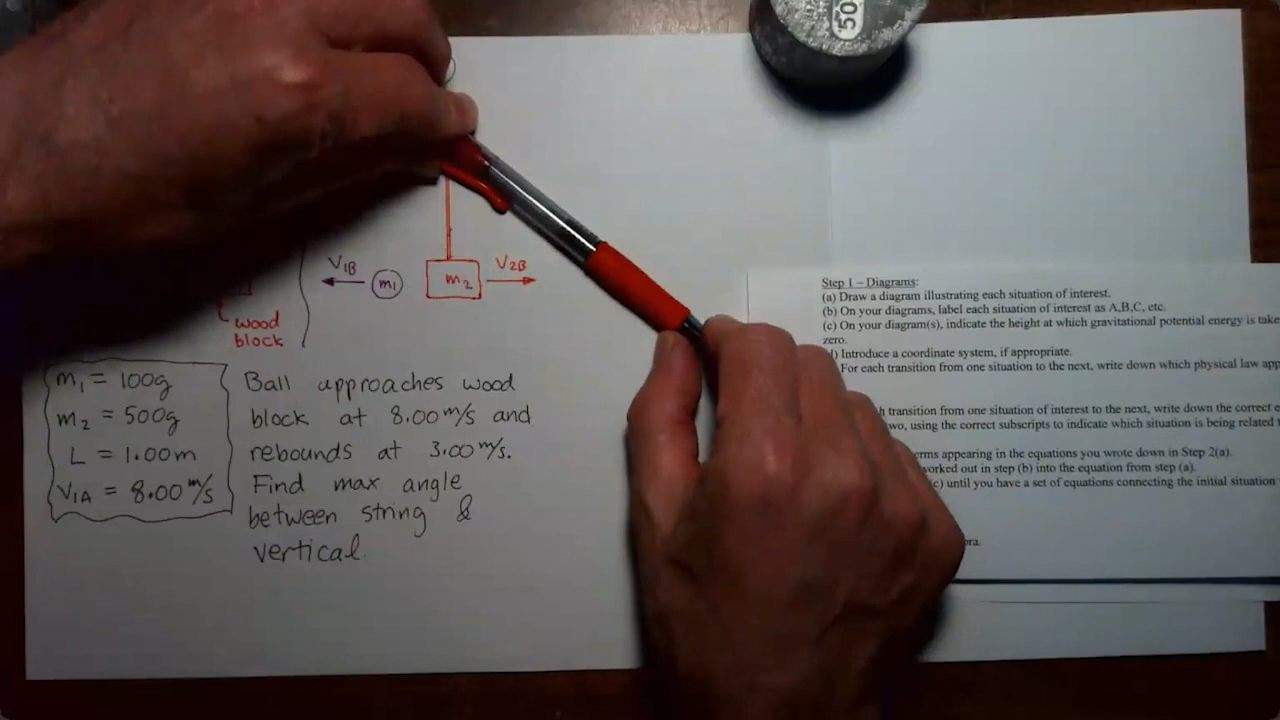 50
V1B
m1
m2
V2B
wood
block
m1 = 100g
m2 = 500g
L = 1.00m
V1A = 8.00 m/s
Ball approaches wood
block at 8.00 m/s and
rebounds at 3.00 m/s.
Find max angle
between string &
vertical.
Step 1 – Diagrams:
(a) Draw a diagram illustrating each situation of interest.
(b) On your diagrams, label each situation of interest as A,B,C, etc.
(c) On your diagram(s), indicate the height at which gravitational potential energy is take
zero.
) Introduce a coordinate system, if appropriate.
For each transition from one situation to the next, write down which physical law app
transition from one situation of interest to the next, write down the correct e
wo, using the correct subscripts to indicate which situation is being related
erms appearing in the equations you wrote down in Step 2(a).
worked out in step (b) into the equation from step (a).
(c) until you have a set of equations connecting the initial situation